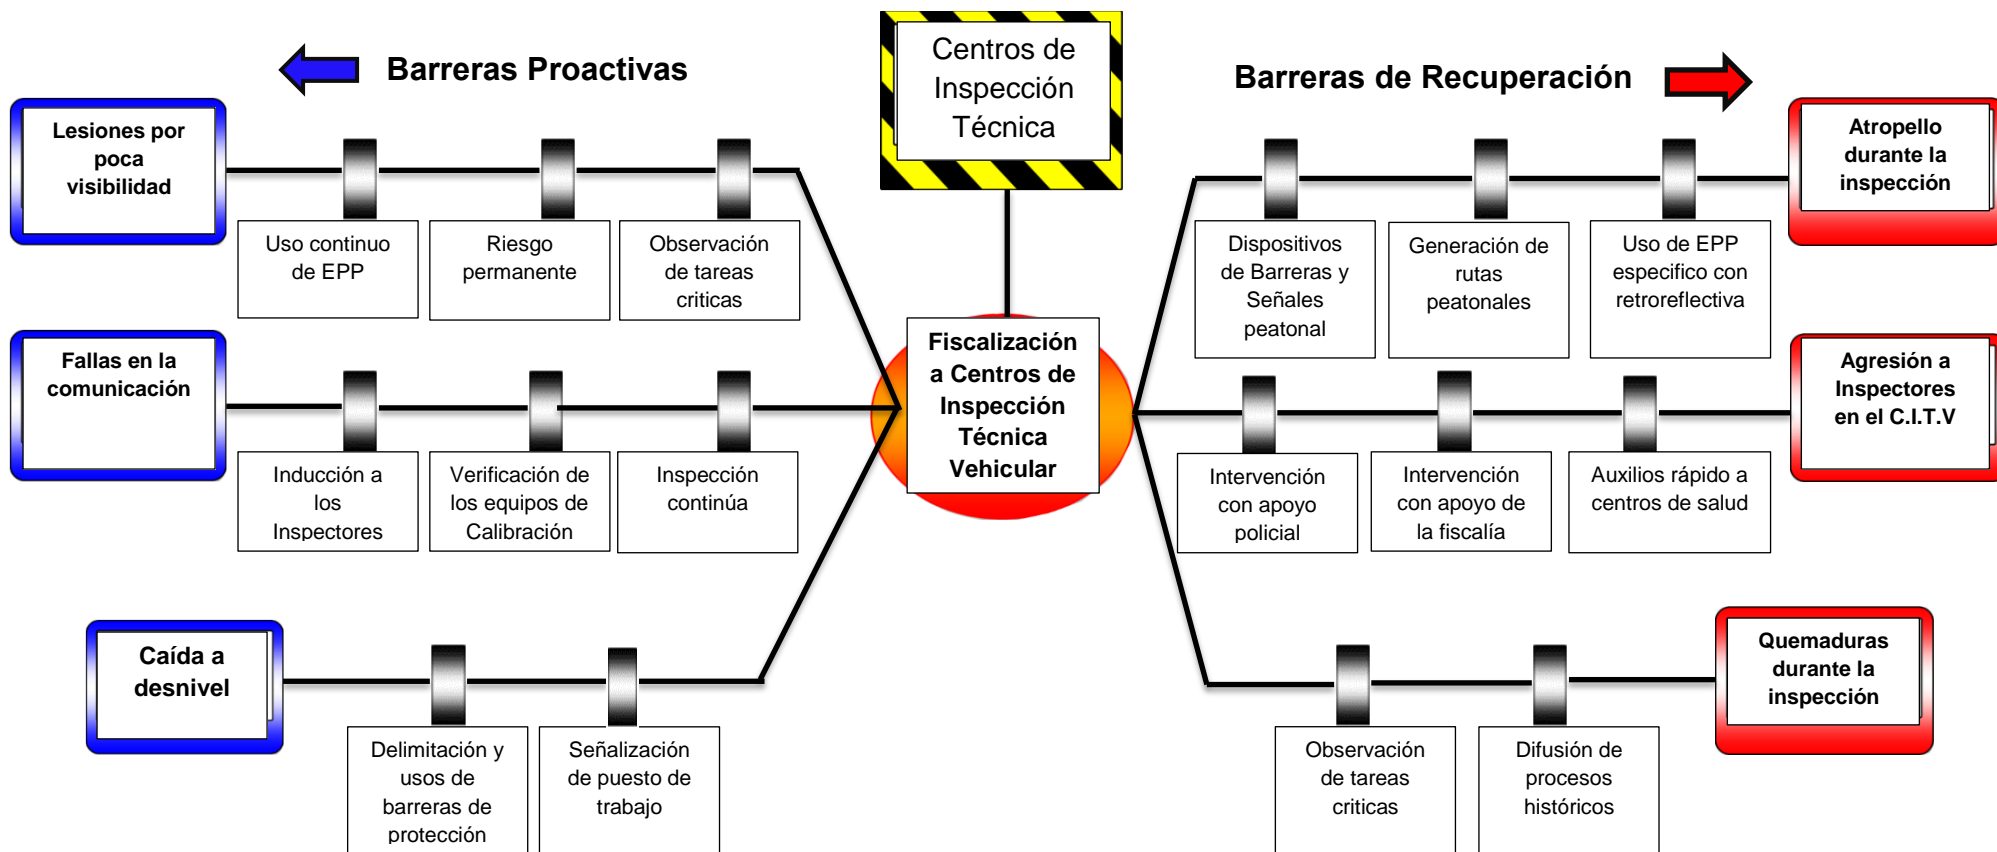 Barreras Proactivas
Centros de
Inspección
Técnica
Barreras de Recuperación
Lesiones por
poca
visibilidad
Uso continuo
de EPP
Riesgo
permanente
Observación
de tareas
criticas
Dispositivos
de Barreras y
Señales
peatonal
Generación de
rutas
peatonales
Uso de EPP
especifico con
retroreflectiva
Atropello
durante la
inspección
Fallas en la
comunicación
Inducción a
los
Inspectores
Verificación de
los equipos de
Calibración
Inspección
continúa
Fiscalización
a Centros de
Inspección
Técnica
Vehicular
Intervención
con apoyo
policial
Intervención
con apoyo de
la fiscalía
Auxilios rápido a
centros de salud
Agresión a
Inspectores
en el C.I.T.V
Caída a
desnivel
Delimitación y
usos de
barreras de
protección
Señalización
de puesto de
trabajo
Observación
de tareas
criticas
Difusión de
procesos
históricos
Quemaduras
durante la
inspección